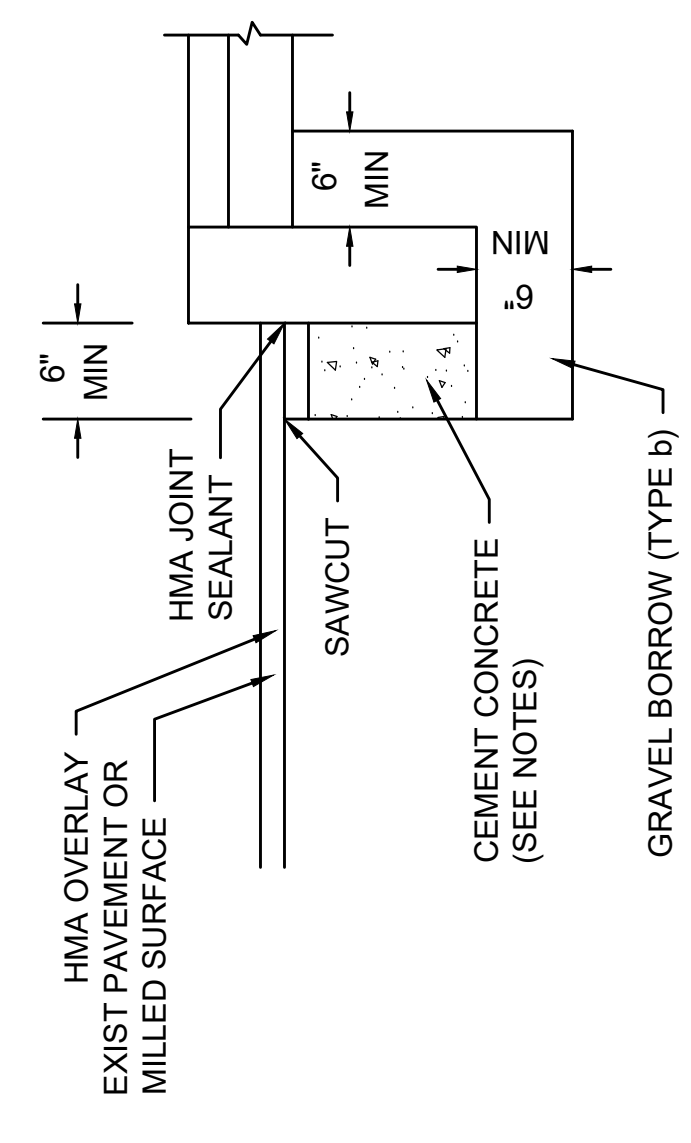 6"
MIN
HMA OVERLAY
EXIST PAVEMENT OR
MILLED SURFACE
HMA JOINT
SEALANT
SAWCUT
6"
MIN
6"
MIN
CEMENT CONCRETE
(SEE NOTES)
GRAVEL BORROW (TYPE b)